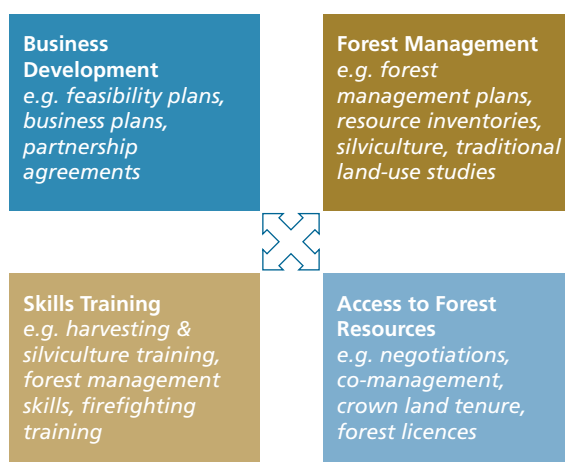 Business
Development
e.g. feasibility plans,
business plans,
partnership
agreements
Forest Management
e.g. forest
management plans,
resource inventories,
silviculture, traditional
land-use studies
Skills Training
e.g. harvesting &
silviculture training,
forest management
skills, firefighting
training
Access to Forest
Resources
e.g. negotiations,
co-management,
crown land tenure,
forest licences